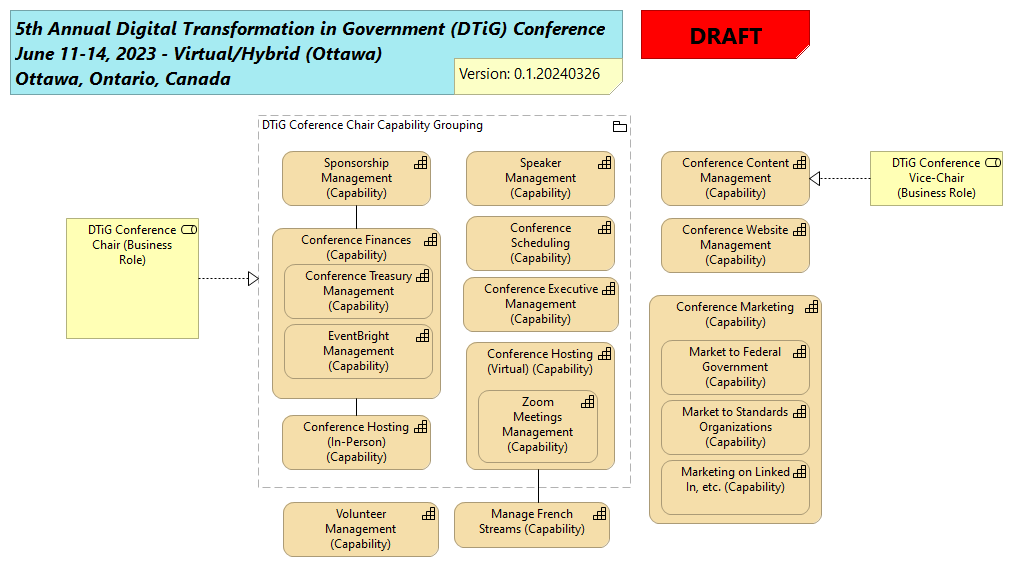 5th Annual Digital Transformation in Government (DTiG) Conference
June 11-14, 2023 - Virtual/Hybrid (Ottawa)
Ottawa, Ontario, Canada
Version: 0.1.20240326
DRAFT
DTiG Coference Chair Capability Grouping
Sponsorship
Management
(Capability)
Speaker
Management
(Capability)
Conference Content
Management
(Capability)
DTiG Conference
Vice-Chair
(Business Role)
DTiG Conference
Chair (Business
Role)
Conference Finances
(Capability)
Conference Treasury
Management
(Capability)
EventBright
Management
(Capability)
Conference Hosting
(In-Person)
(Capability)
Conference
Scheduling
(Capability)
Conference Executive
Management
(Capability)
Conference Hosting
(Virtual) (Capability)
Zoom
Meetings
Management
(Capability)
Conference Website
Management
(Capability)
Conference Marketing
(Capability)
Market to Federal
Government
(Capability)
Market to Standards
Organizations
(Capability)
Marketing on Linked
In, etc. (Capability)
Volunteer
Management
(Capability)
Manage French
Streams (Capability)